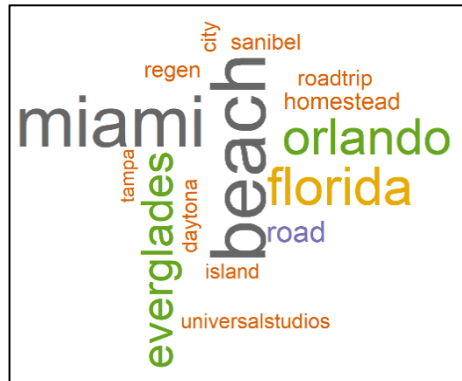 city
sanibel
regen
roadtrip
homestead
miami
beach
orlando
tampa
everglades
daytona
florida
road
island
universalstudios